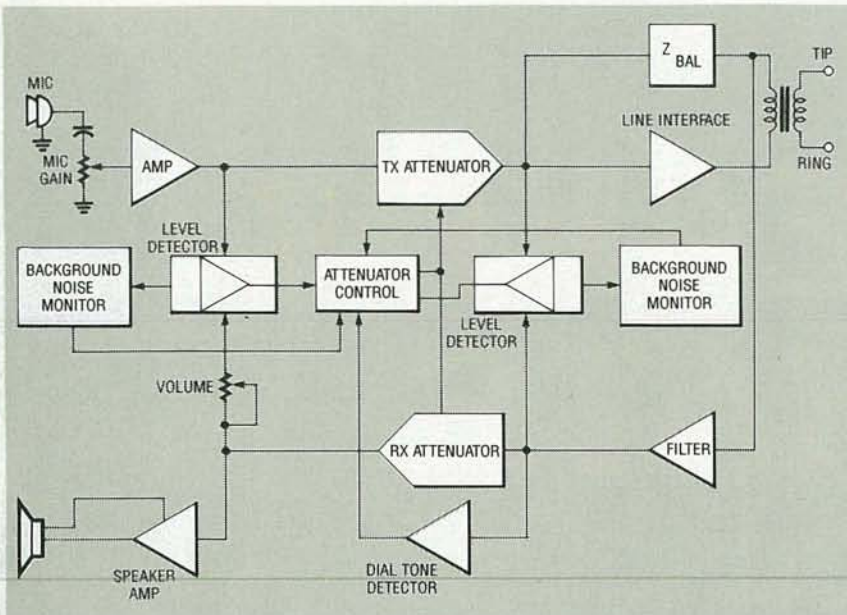 Z
BAL
TIP
MIC
LINE INTERFACE
MIC
GAIN
AMP
TX ATTENUATOR
RING
LEVEL
DETECTOR
BACKGROUND
NOISE
MONITOR
ATTENUATOR
CONTROL
LEVEL
DETECTOR
BACKGROUND
NOISE
MONITOR
VOLUME
RX ATTENUATOR
FILTER
SPEAKER
AMP
DIAL TONE
DETECTOR